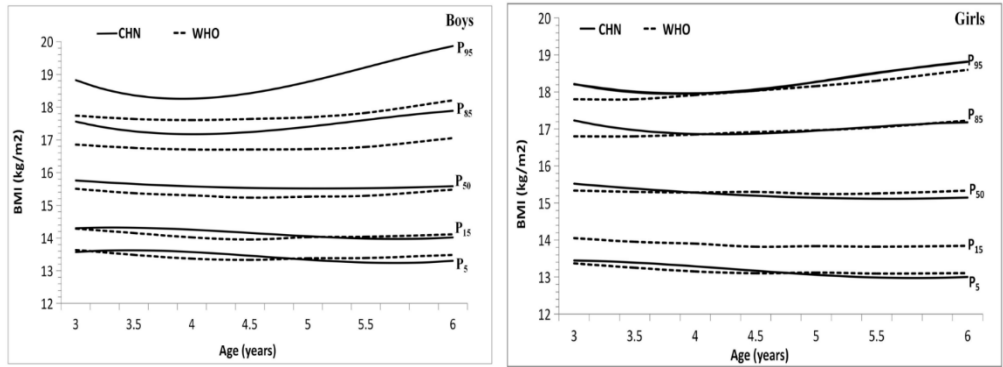 Boys
CHN WHO
20
19
18
17
16
15
14
13
12
BMI (kg/m2)
P95
P85
P50
P15
P5
3 3.5 4 4.5 5 5.5 6
Age (years)
Girls
CHN WHO
20
19
18
17
16
15
14
13
12
BMI (kg/m2)
P95
P85
P50
P15
P5
3 3.5 4 4.5 5 5.5 6
Age (years)